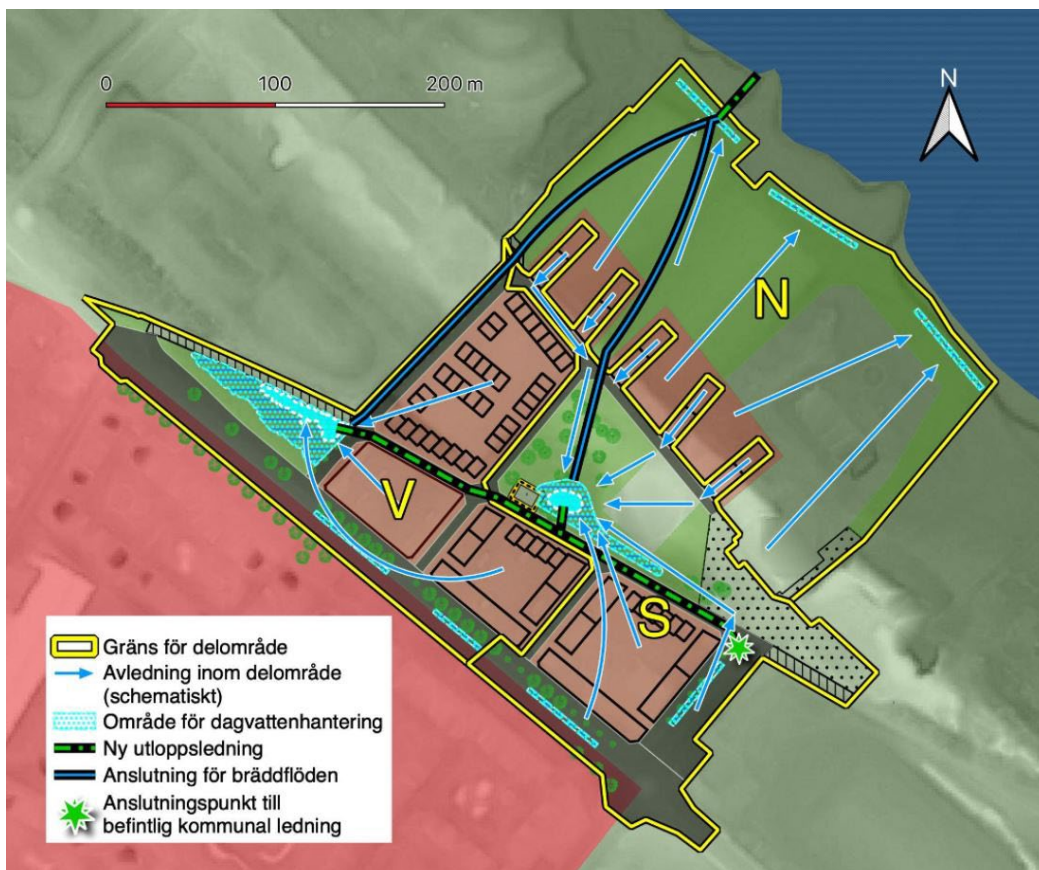 0 100 200 m
N
N
V
S
Gräns för delområde
Avledning inom delområde
(schematiskt)
Område för dagvattenhantering
Ny utloppsledning
Anslutning för bräddflöden
Anslutningspunkt till
befintlig kommunal ledning